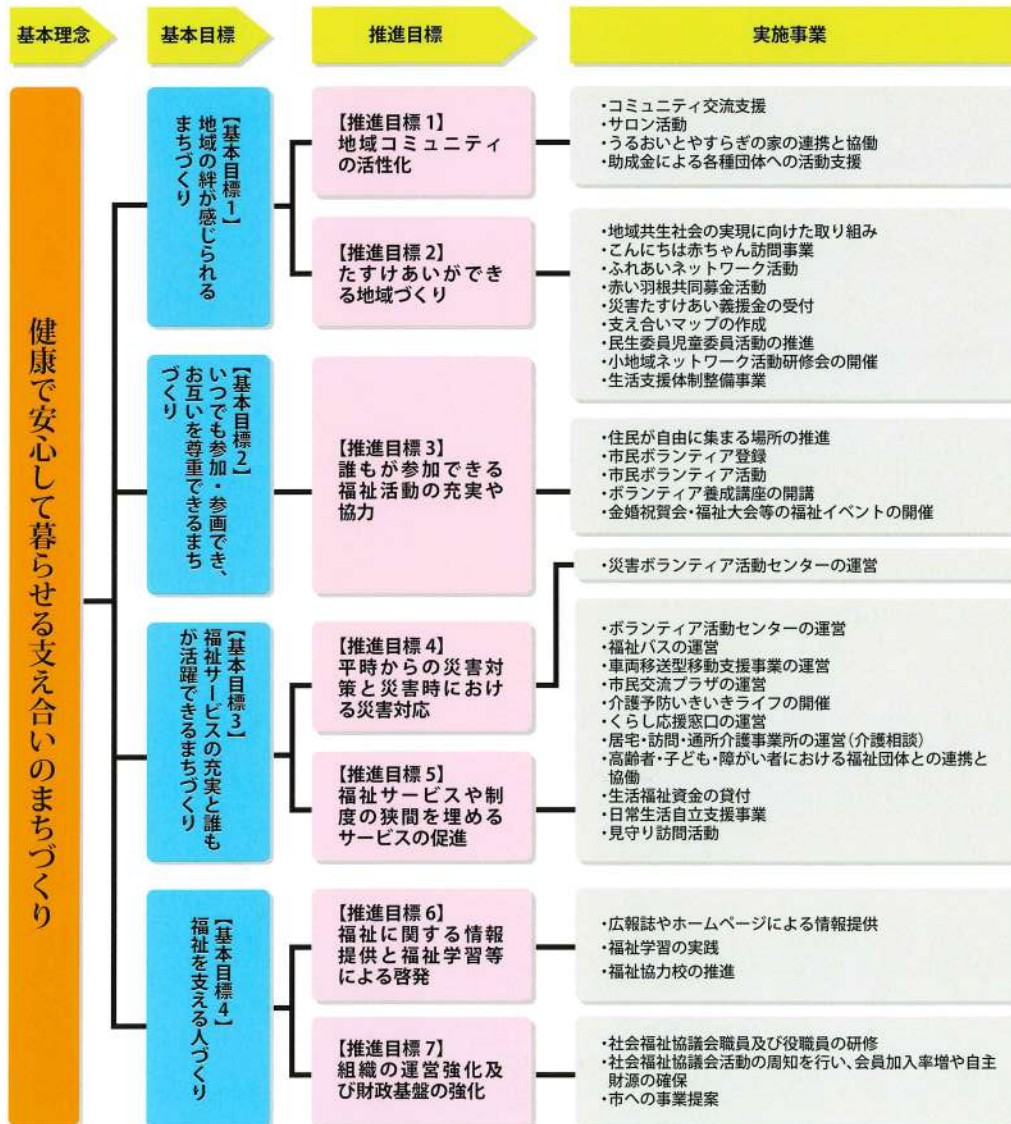 基本理念
基本目標
推進目標
実施事業
健康で安心して暮らせる支え合いのまちづくり
【基本目標1】
地域の絆が感じられる
まちづくり
【推進目標1】
地域コミュニティ
の活性化
・コミュニティ交流支援
・サロン活動
・うるおいとやすらぎの家の連携と協働
・助成金による各種団体への活動支援
【推進目標2】
たすけあいができ
る地域づくり
・地域共生社会の実現に向けた取り組み
・こんにちは赤ちゃん訪問事業
・ふれあいネットワーク活動
・赤い羽根共同募金活動
・災害たすけあい義援金の受付
・支え合いマップの作成
・民生委員児童委員活動の推進
・小地域ネットワーク活動研修会の開催
・生活支援体制整備事業
【基本目標2】
いつでも参加・参画でき、
お互いを尊重できるまち
づくり
【推進目標3】
誰もが参加できる
福祉活動の充実や
協力
・住民が自由に集まる場所の推進
・市民ボランティア登録
・市民ボランティア活動
・ボランティア養成講座の開講
・金婚祝賀会・福祉大会等の福祉イベントの開催
【基本目標3】
福祉サービスの充実と誰も
が活躍できるまちづくり
【推進目標4】
平時からの災害対
策と災害時におけ
る災害対応
・災害ボランティア活動センターの運営
【推進目標5】
福祉サービスや制
度の狭間を埋める
サービスの促進
・ボランティア活動センターの運営
・福祉バスの運営
・車両移送型移動支援事業の運営
・市民交流プラザの運営
・介護予防いきいきライフの開催
・くらし応援窓口の運営
・居宅・訪問・通所介護事業所の運営(介護相談)
・高齢者・子ども・障がい者における福祉団体との連携と
協働
・生活福祉資金の貸付
・日常生活自立支援事業
・見守り訪問活動
【基本目標4】
福祉を支える人づくり
【推進目標6】
福祉に関する情報
提供と福祉学習等
による啓発
・広報誌やホームページによる情報提供
・福祉学習の実践
・福祉協力校の推進
【推進目標7】
組織の運営強化及
び財政基盤の強化
・社会福祉協議会職員及び役職員の研修
・社会福祉協議会活動の周知を行い、会員加入率増や自主
財源の確保
・市への事業提案